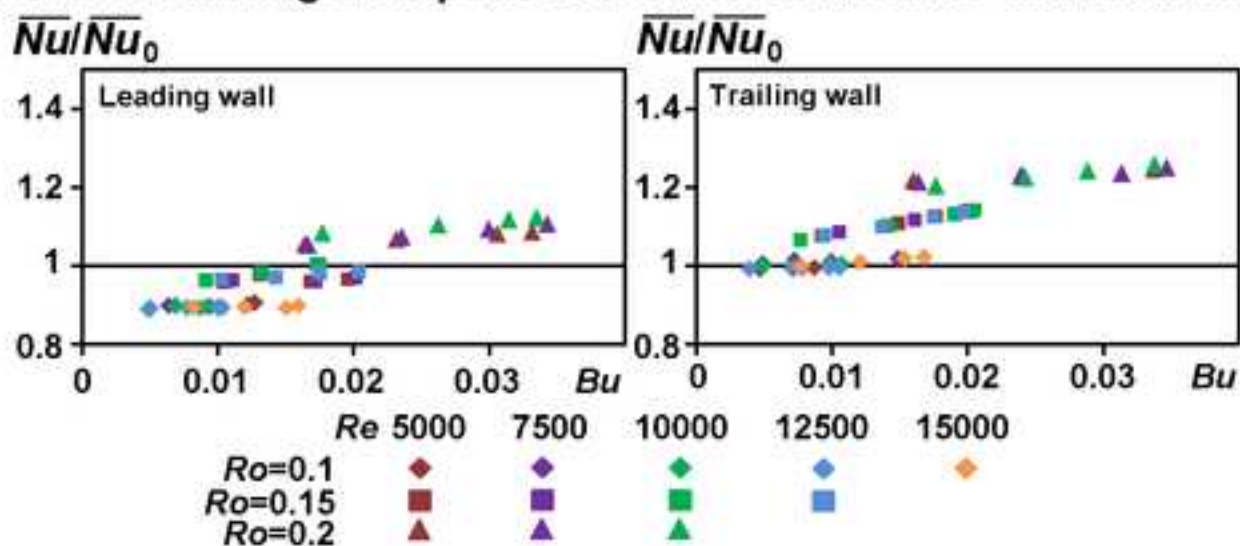 Nu/Nu0 Nu/Nu0
Leading wall Trailing wall
1.4 1.4
1.2 1.2
1 1
0.8 0.8
0 0.01 0.02 0.03 Bu 0 0.01 0.02 0.03 Bu
Re 5000 7500 10000 12500 15000
Ro=0.1
Ro=0.15
Ro=0.2